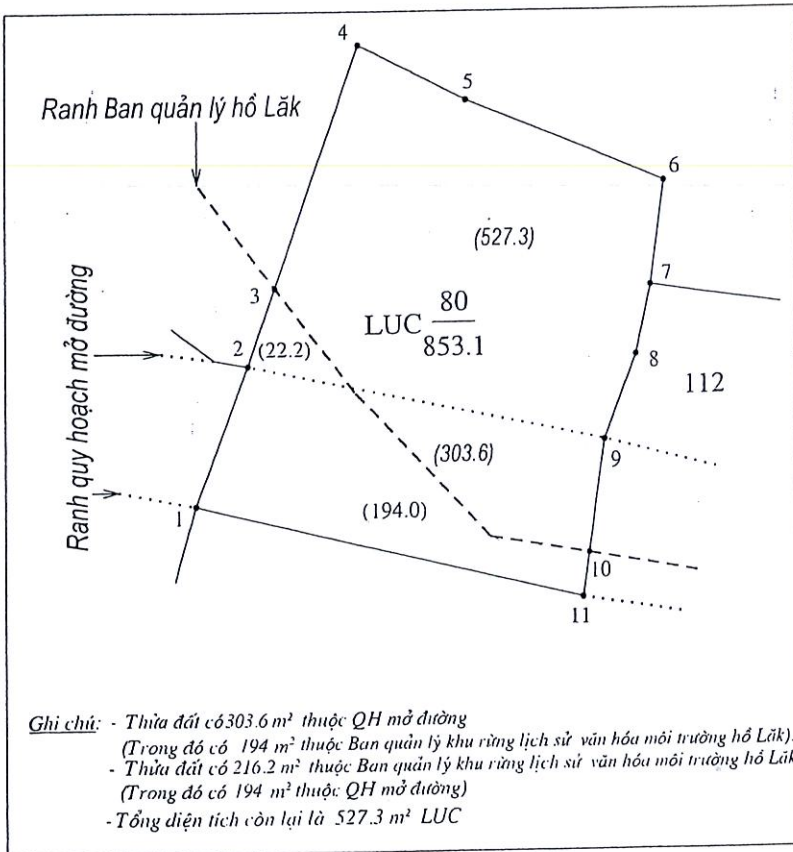 4
5
Ranh Ban quản lý hồ Lăk
6
(527.3)
7
3
LUC 80
853.1
Ranh quy hoạch mở đường
2
(22.2)
8
112
9
(303.6)
(194.0)
1
10
11
Ghi chú: - Thửa đất có 303.6 m² thuộc QH mở đường
(Trong đó có 194 m² thuộc Ban quản lý khu rừng lịch sử văn hóa môi trường hồ Lăk).
- Thửa đất có 216.2 m² thuộc Ban quản lý khu rừng lịch sử văn hóa môi trường hồ Lăk
(Trong đó có 194 m² thuộc QH mở đường)
- Tổng diện tích còn lại là 527.3 m² LUC